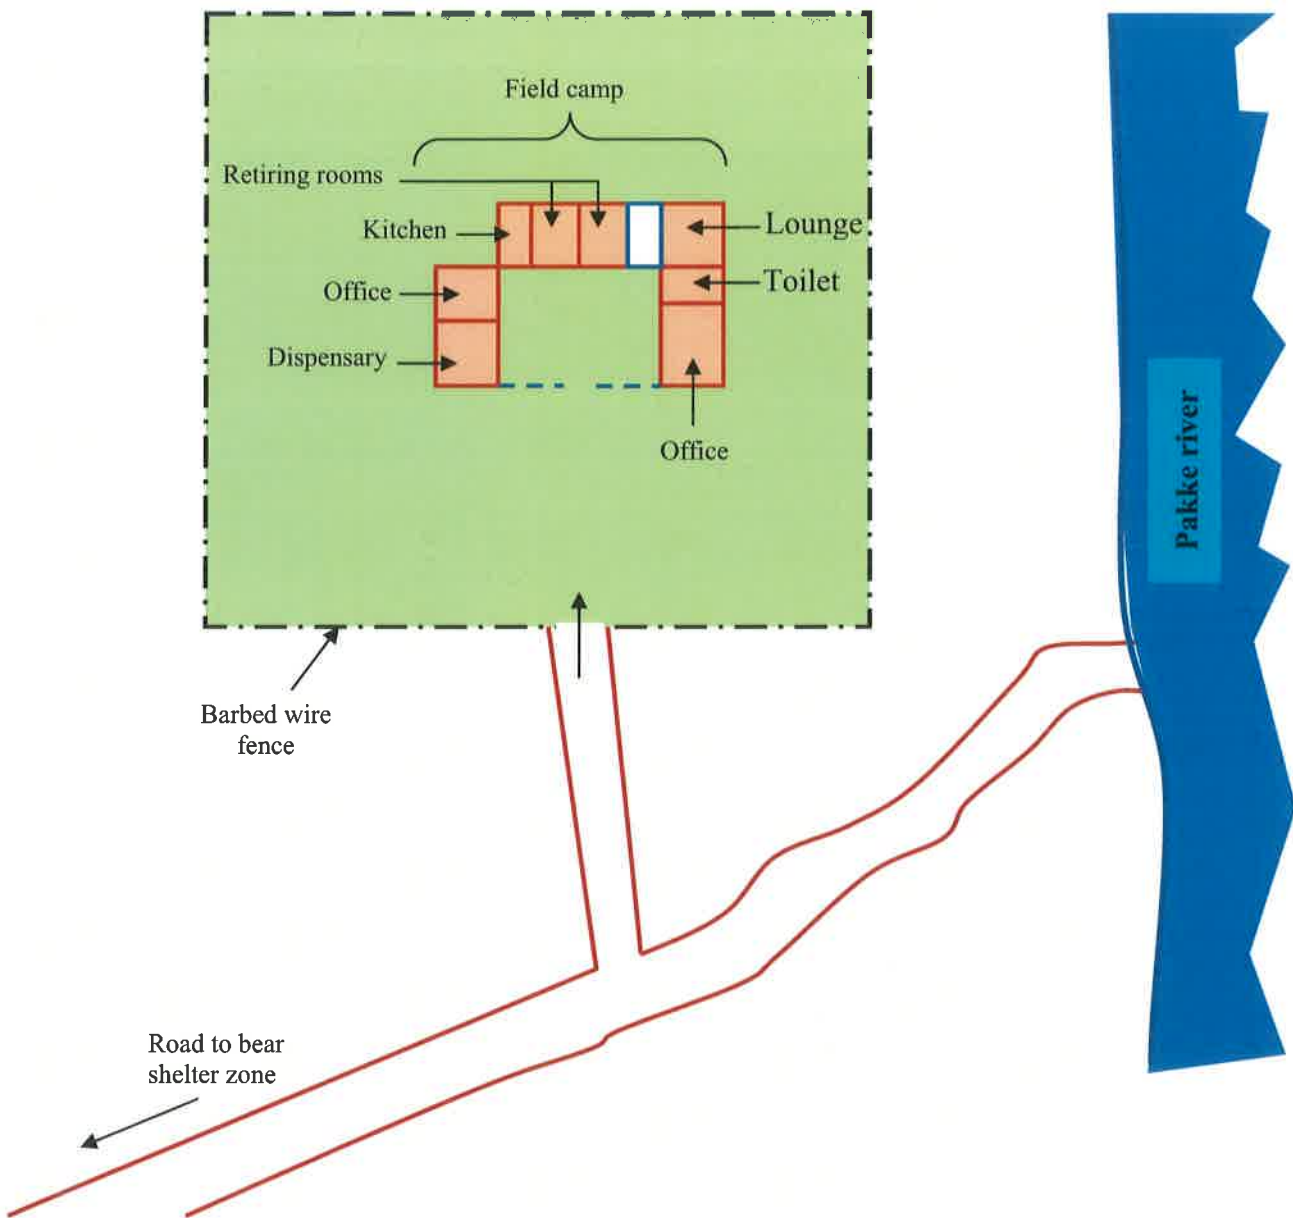 Field camp
Retiring rooms
Kitchen
Lounge
Office
Toilet
Dispensary
Office
Pakke river
Barbed wire
fence
Road to bear
shelter zone